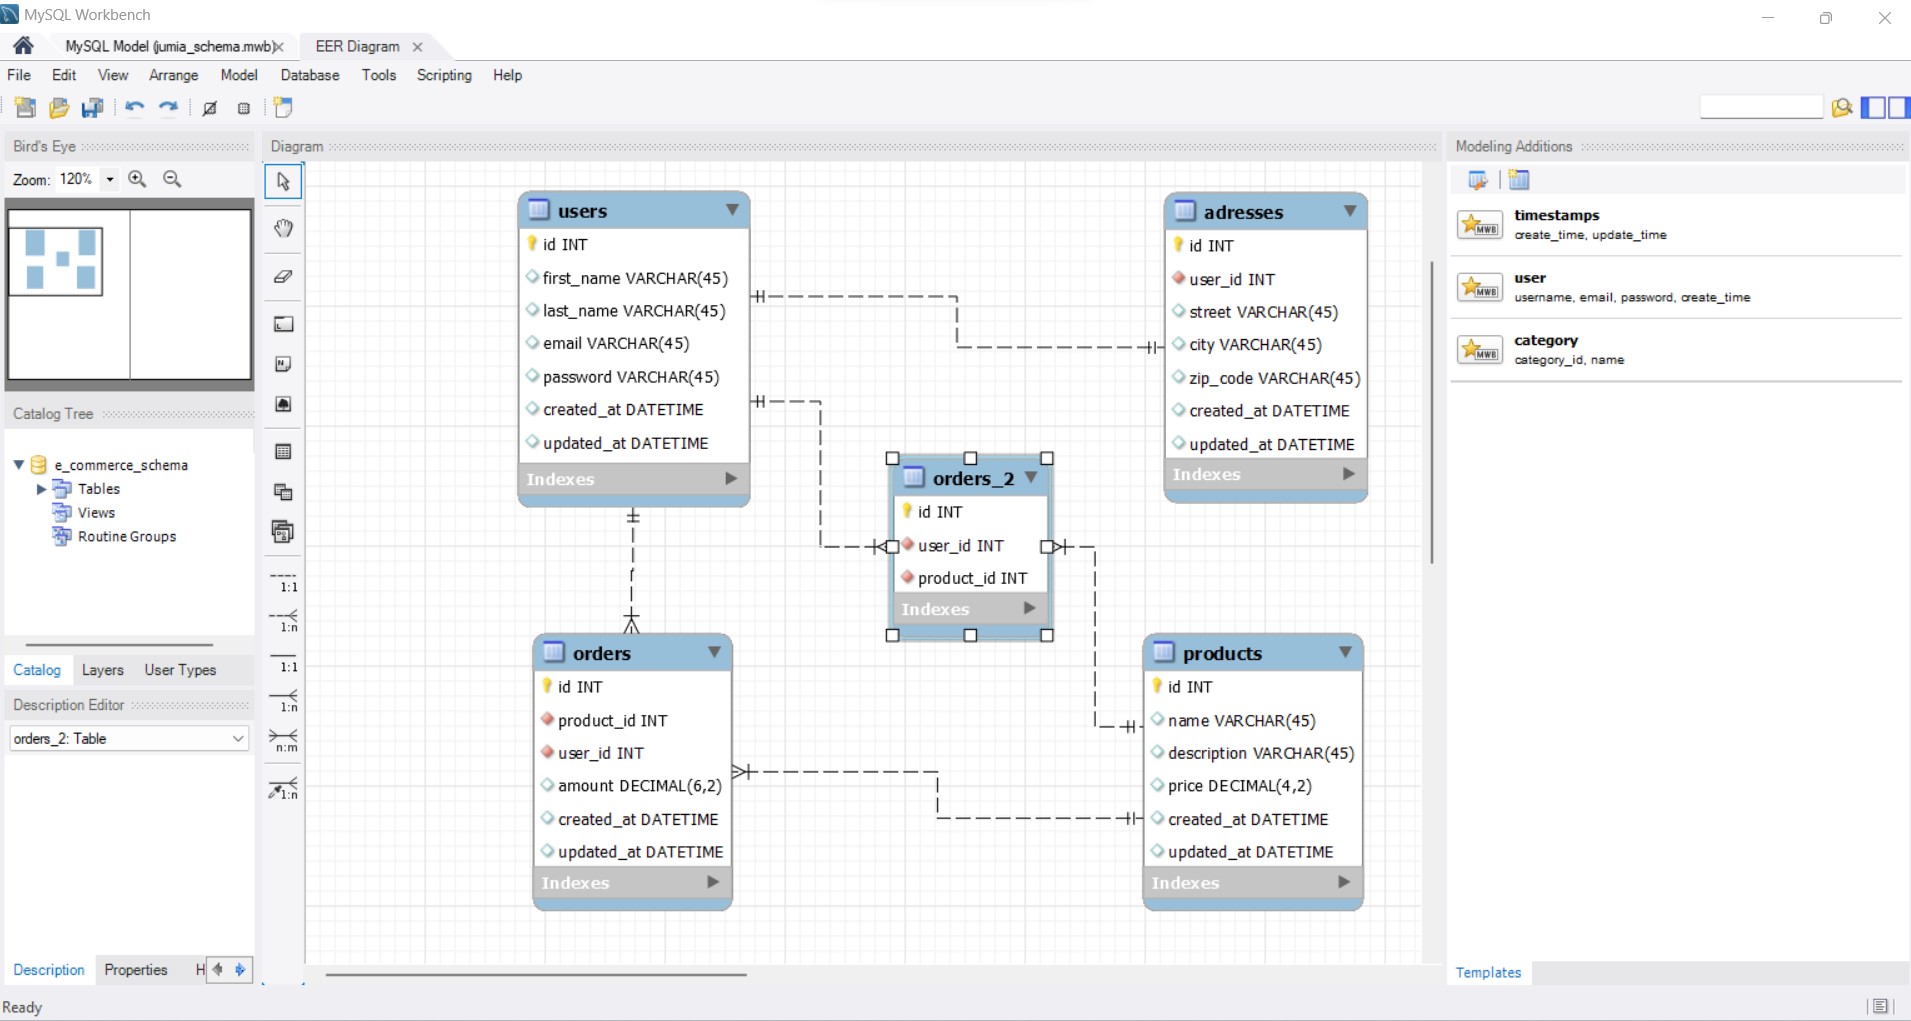 MySQL Workbench
MySQL Model (jumia_schema.mwb)
EER Diagram
File Edit View Arrange Model Database Tools Scripting Help
Bird's Eye
Zoom: 120%
Catalog Tree
e_commerce_schema
Tables
Views
Routine Groups
Catalog Layers User Types
Description Editor
orders_2: Table
Description Properties H
Ready
Diagram
1:1
1:n
1:1
1:n
n:m
1:n
users
id INT
first_name VARCHAR(45)
last_name VARCHAR(45)
email VARCHAR(45)
password VARCHAR(45)
created_at DATETIME
updated_at DATETIME
Indexes
adresses
id INT
user_id INT
street VARCHAR(45)
city VARCHAR(45)
zip_code VARCHAR(45)
created_at DATETIME
updated_at DATETIME
Indexes
orders_2
id INT
user_id INT
product_id INT
Indexes
orders
id INT
product_id INT
user_id INT
amount DECIMAL(6,2)
created_at DATETIME
updated_at DATETIME
Indexes
products
id INT
name VARCHAR(45)
description VARCHAR(45)
price DECIMAL(4,2)
created_at DATETIME
updated_at DATETIME
Indexes
Modeling Additions
MWB
timestamps
create_time, update_time
MWB
user
username, email, password, create_time
MWB
category
category_id, name
Templates